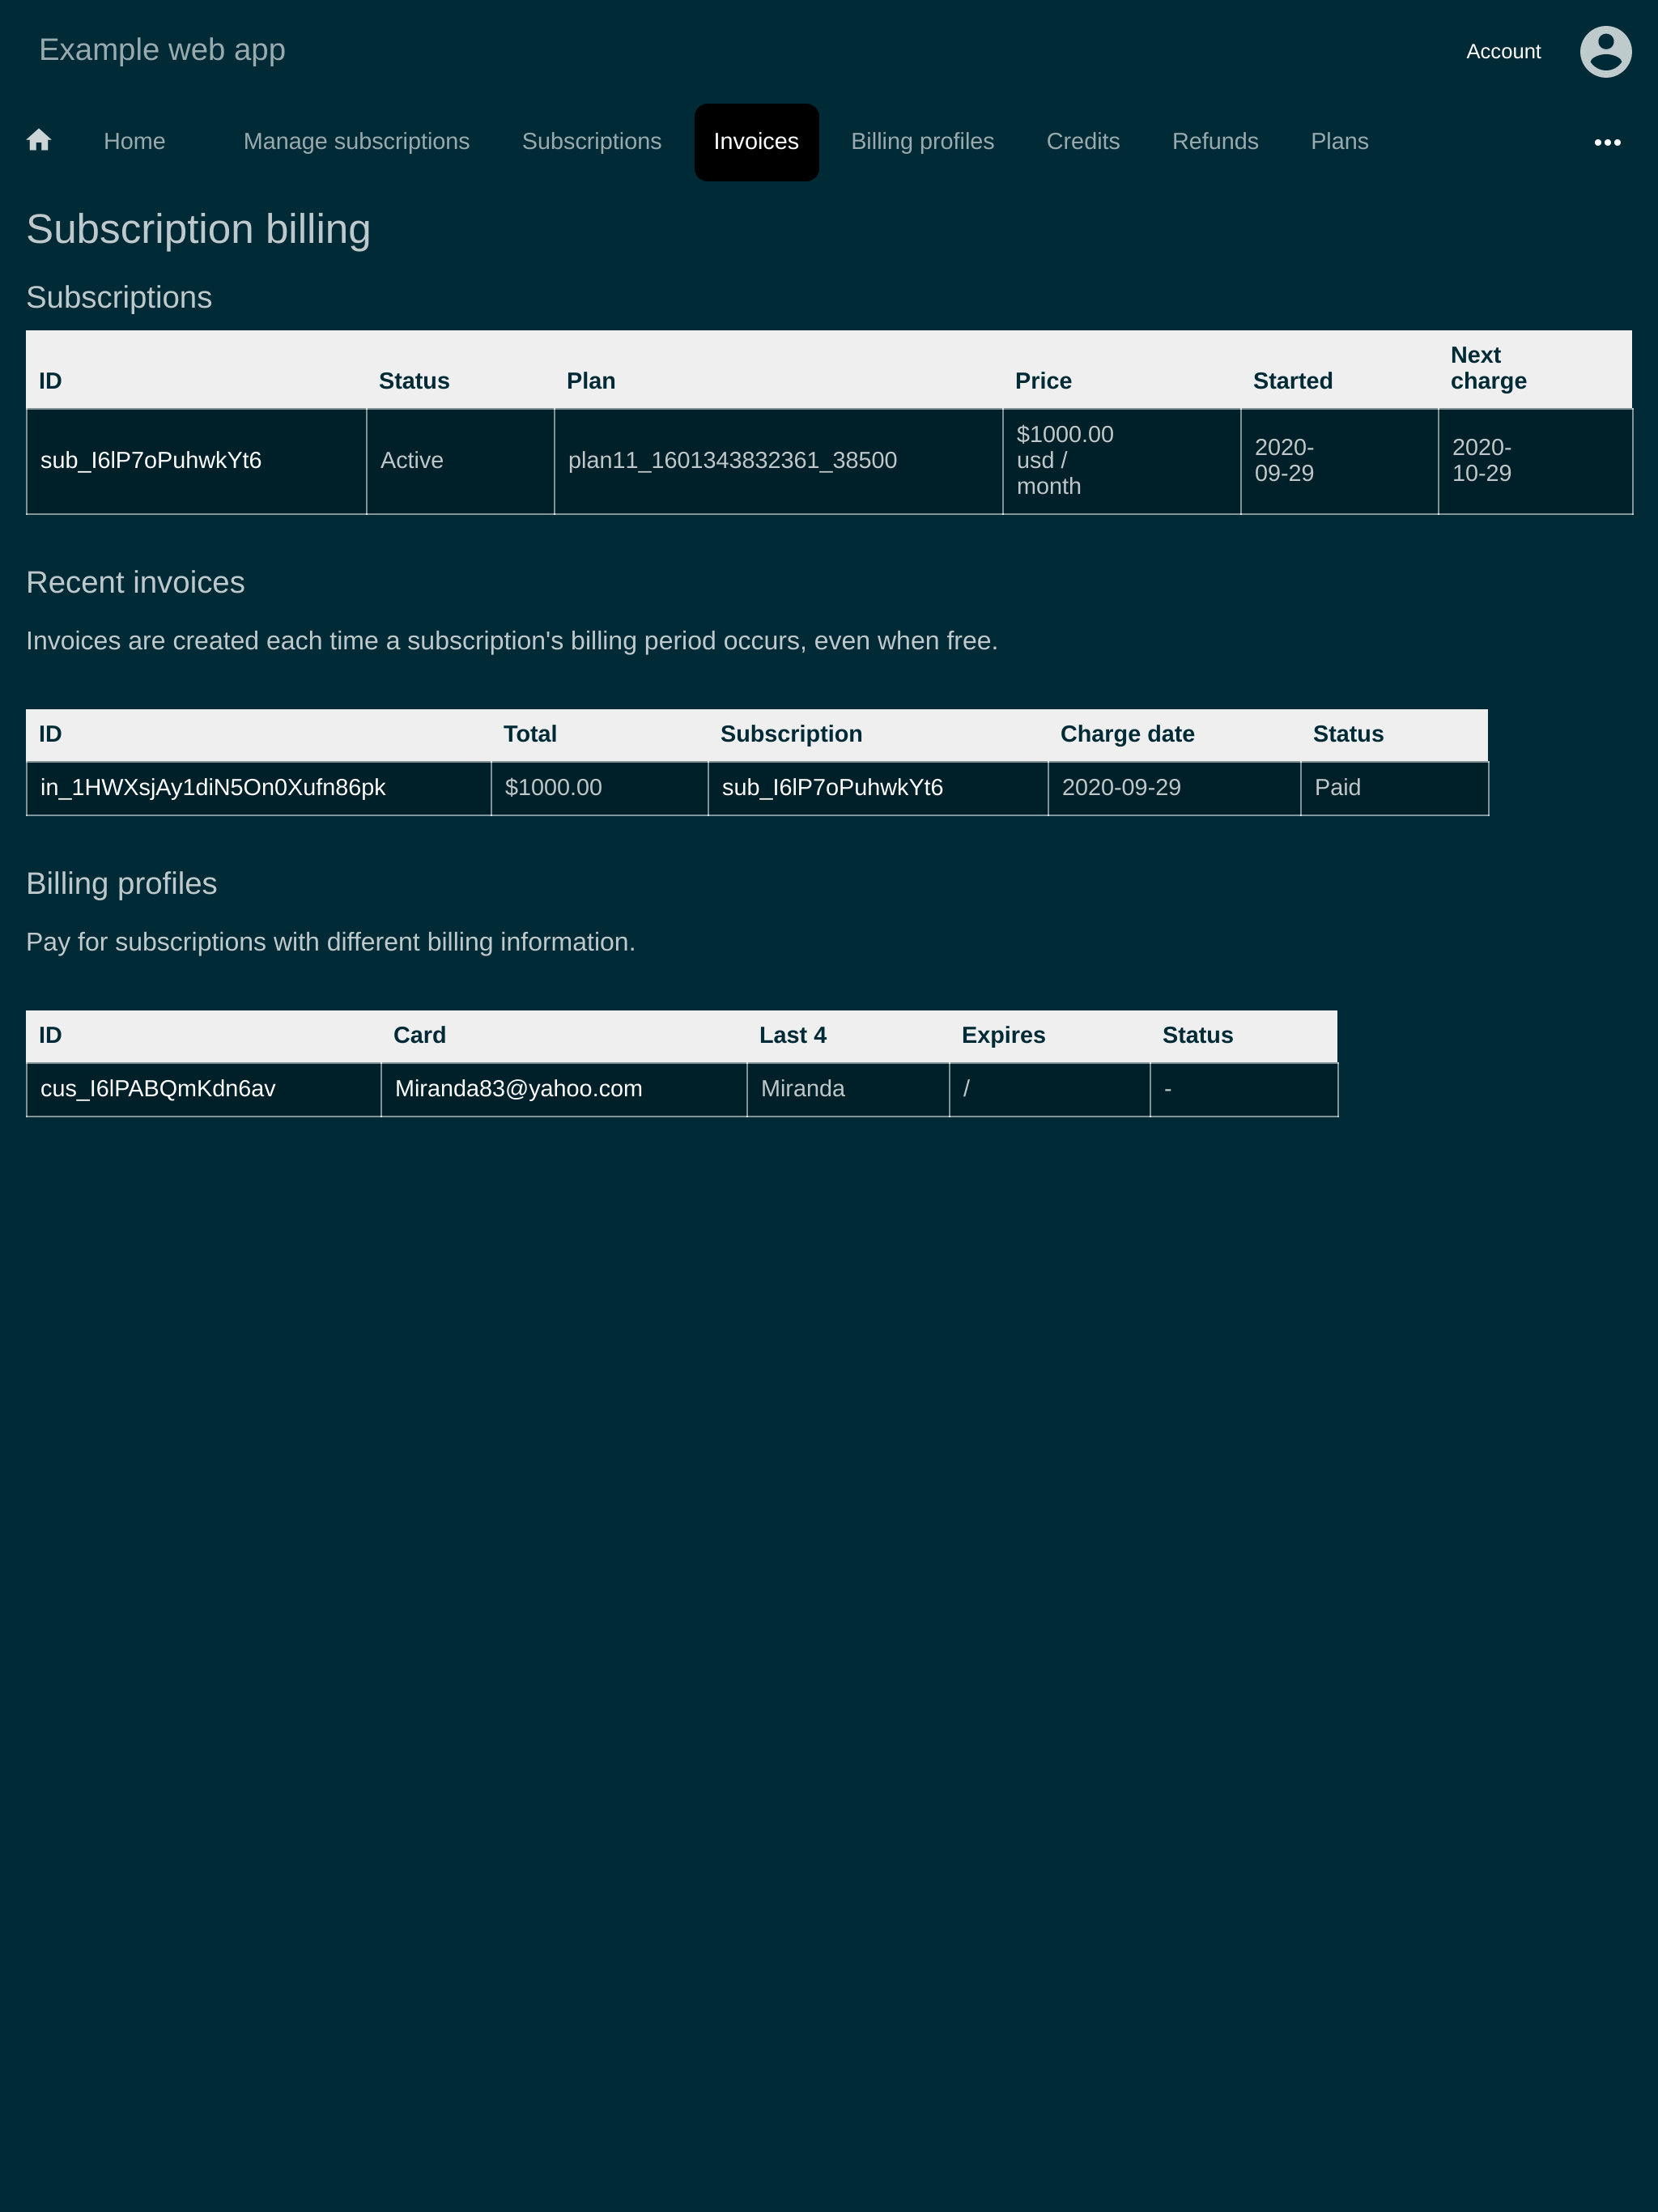 Example web app
Account
Home Manage subscriptions Subscriptions Invoices Billing profiles Credits Refunds Plans
Subscription billing
Subscriptions
ID Status Plan Price Started Next charge
sub_I6lP7oPuhwkYt6 Active plan11_1601343832361_38500 $1000.00 usd / month 2020-09-29 2020-10-29
Recent invoices
Invoices are created each time a subscription's billing period occurs, even when free.
ID Total Subscription Charge date Status
in_1HWXsjAy1diN5On0Xufn86pk $1000.00 sub_I6lP7oPuhwkYt6 2020-09-29 Paid
Billing profiles
Pay for subscriptions with different billing information.
ID Card Last 4 Expires Status
cus_I6lPABQmKdn6av Miranda83@yahoo.com Miranda / -